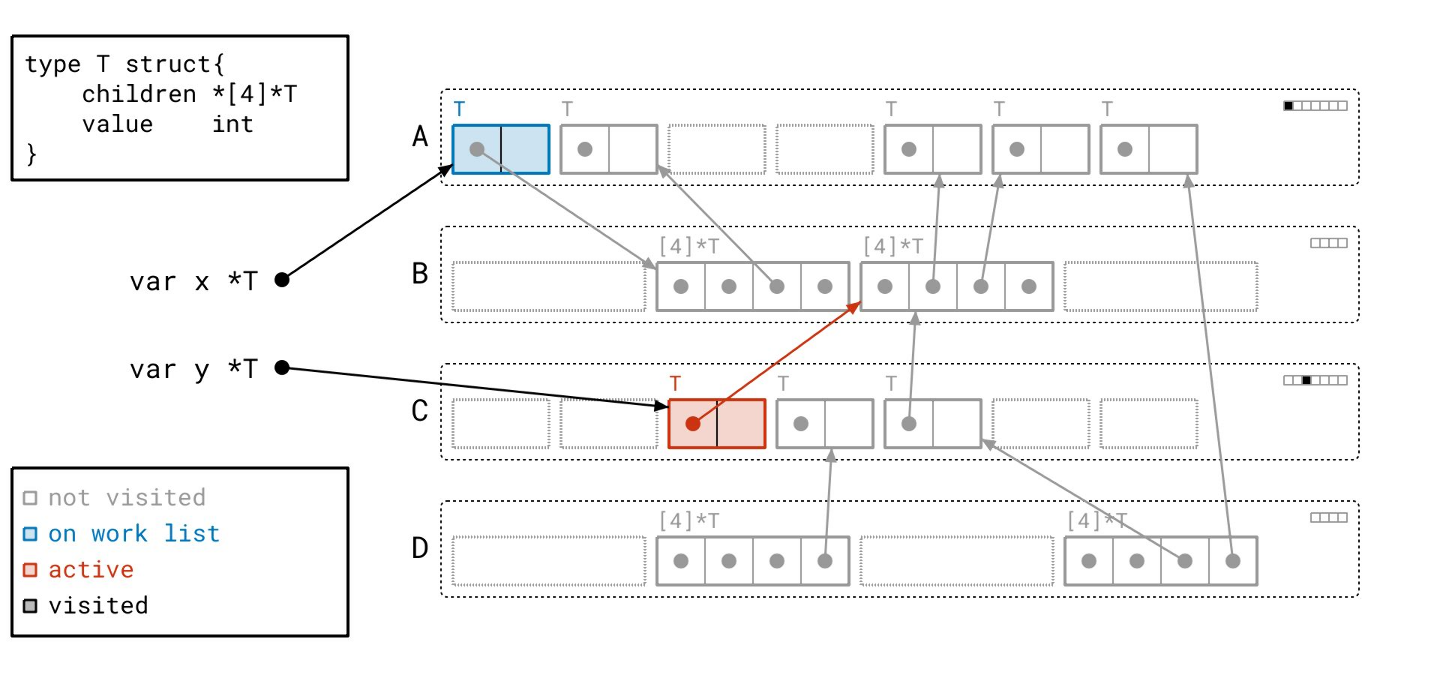 type T struct{
    children *[4]*T
    value    int
}
var x *T
var y *T
not visited
on work list
active
visited
A
T
T
T
T
T
B
[4]*T
[4]*T
C
T
T
T
D
[4]*T
[4]*T